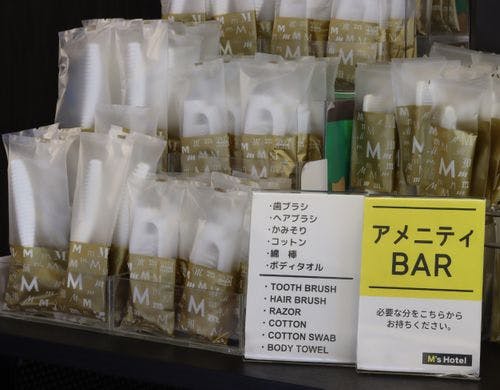 ・歯ブラシ
・ヘアブラシ
・かみそり
・コットン
・綿 棒
・ボディタオル
・TOOTH BRUSH
・HAIR BRUSH
・RAZOR
・COTTON
・COTTON SWAB
・BODY TOWEL
アメニティ
BAR
必要な分をこちらから
お持ちください。
M's Hotel
M
M
M
M
M
M
M
M
M